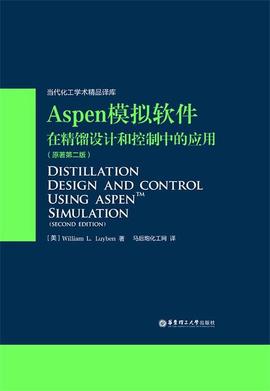 当代化工学术精品译库
Aspen模拟软件
在精馏设计和控制中的应用
（原著第二版）
DISTILLATION
DESIGN AND CONTROL
USING ASPEN™
SIMULATION
(SECOND EDITION)
[美] William L. Luyben 著 马后炮化工网 译
华东理工大学出版社